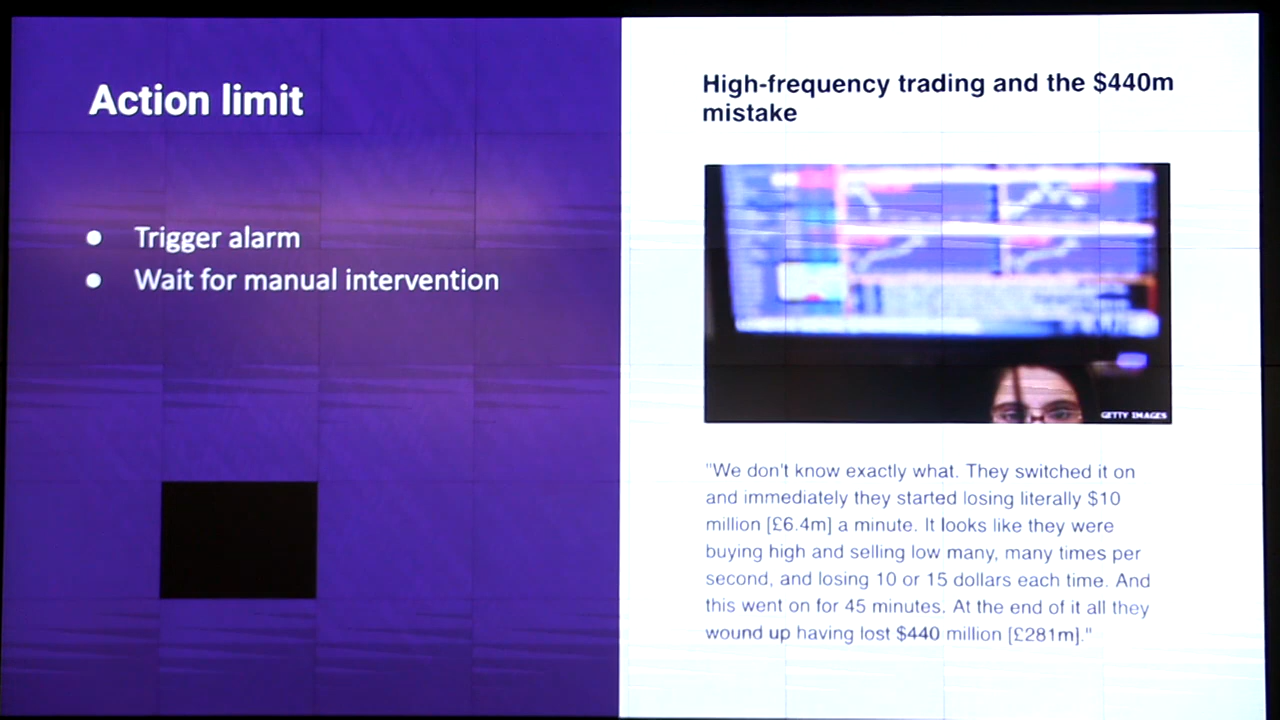 Action limit
Trigger alarm
Wait for manual intervention
High-frequency trading and the $440m
mistake
GETTY IMAGES
"We don't know exactly what. They switched it on
and immediately they started losing literally $10
million [£6.4m] a minute. It looks like they were
buying high and selling low many, many times per
second, and losing 10 or 15 dollars each time. And
this went on for 45 minutes. At the end of it all they
wound up having lost $440 million [£281m]."